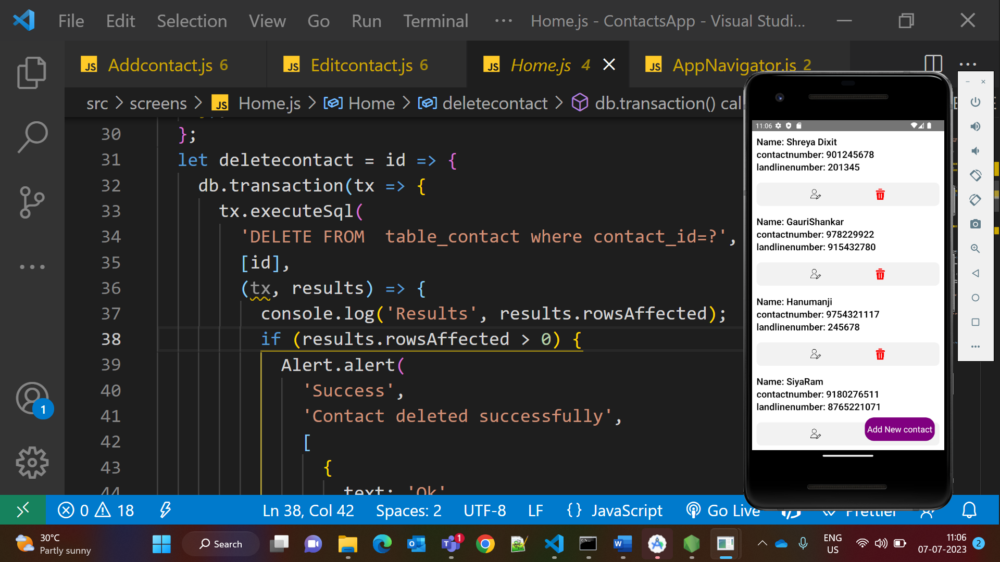 File Edit Selection View Go Run Terminal ··· Home.js - ContactsApp - Visual Studi...
JS Addcontact.js 6 JS Editcontact.js 6 JS Home.js 4 JS AppNavigator.js 2
src > screens > JS Home.js > Home > deletecontact > db.transaction() cal
30 };
31 let deletecontact = id => {
32 db.transaction(tx => {
33 tx.executeSql(
34 'DELETE FROM  table_contact where contact_id=?',
35 [id],
36 (tx, results) => {
37 console.log('Results', results.rowsAffected);
38 if (results.rowsAffected > 0) {
39 Alert.alert(
40 'Success',
41 'Contact deleted successfully',
42 [
43 {
44 text: 'Ok'
11:06
Name: Shreya Dixit
contactnumber: 901245678
landlinenumber: 201345
Name: GauriShankar
contactnumber: 978229922
landlinenumber: 915432780
Name: Hanumanji
contactnumber: 9754321117
landlinenumber: 245678
Name: SiyaRam
contactnumber: 9180276511
landlinenumber: 8765221071
Add New contact
1
0 18 Ln 38, Col 42 Spaces: 2 UTF-8 LF {} JavaScript Go Live Prettier
30°C
Partly sunny
Search
1
ENG
US
11:06
07-07-2023
2